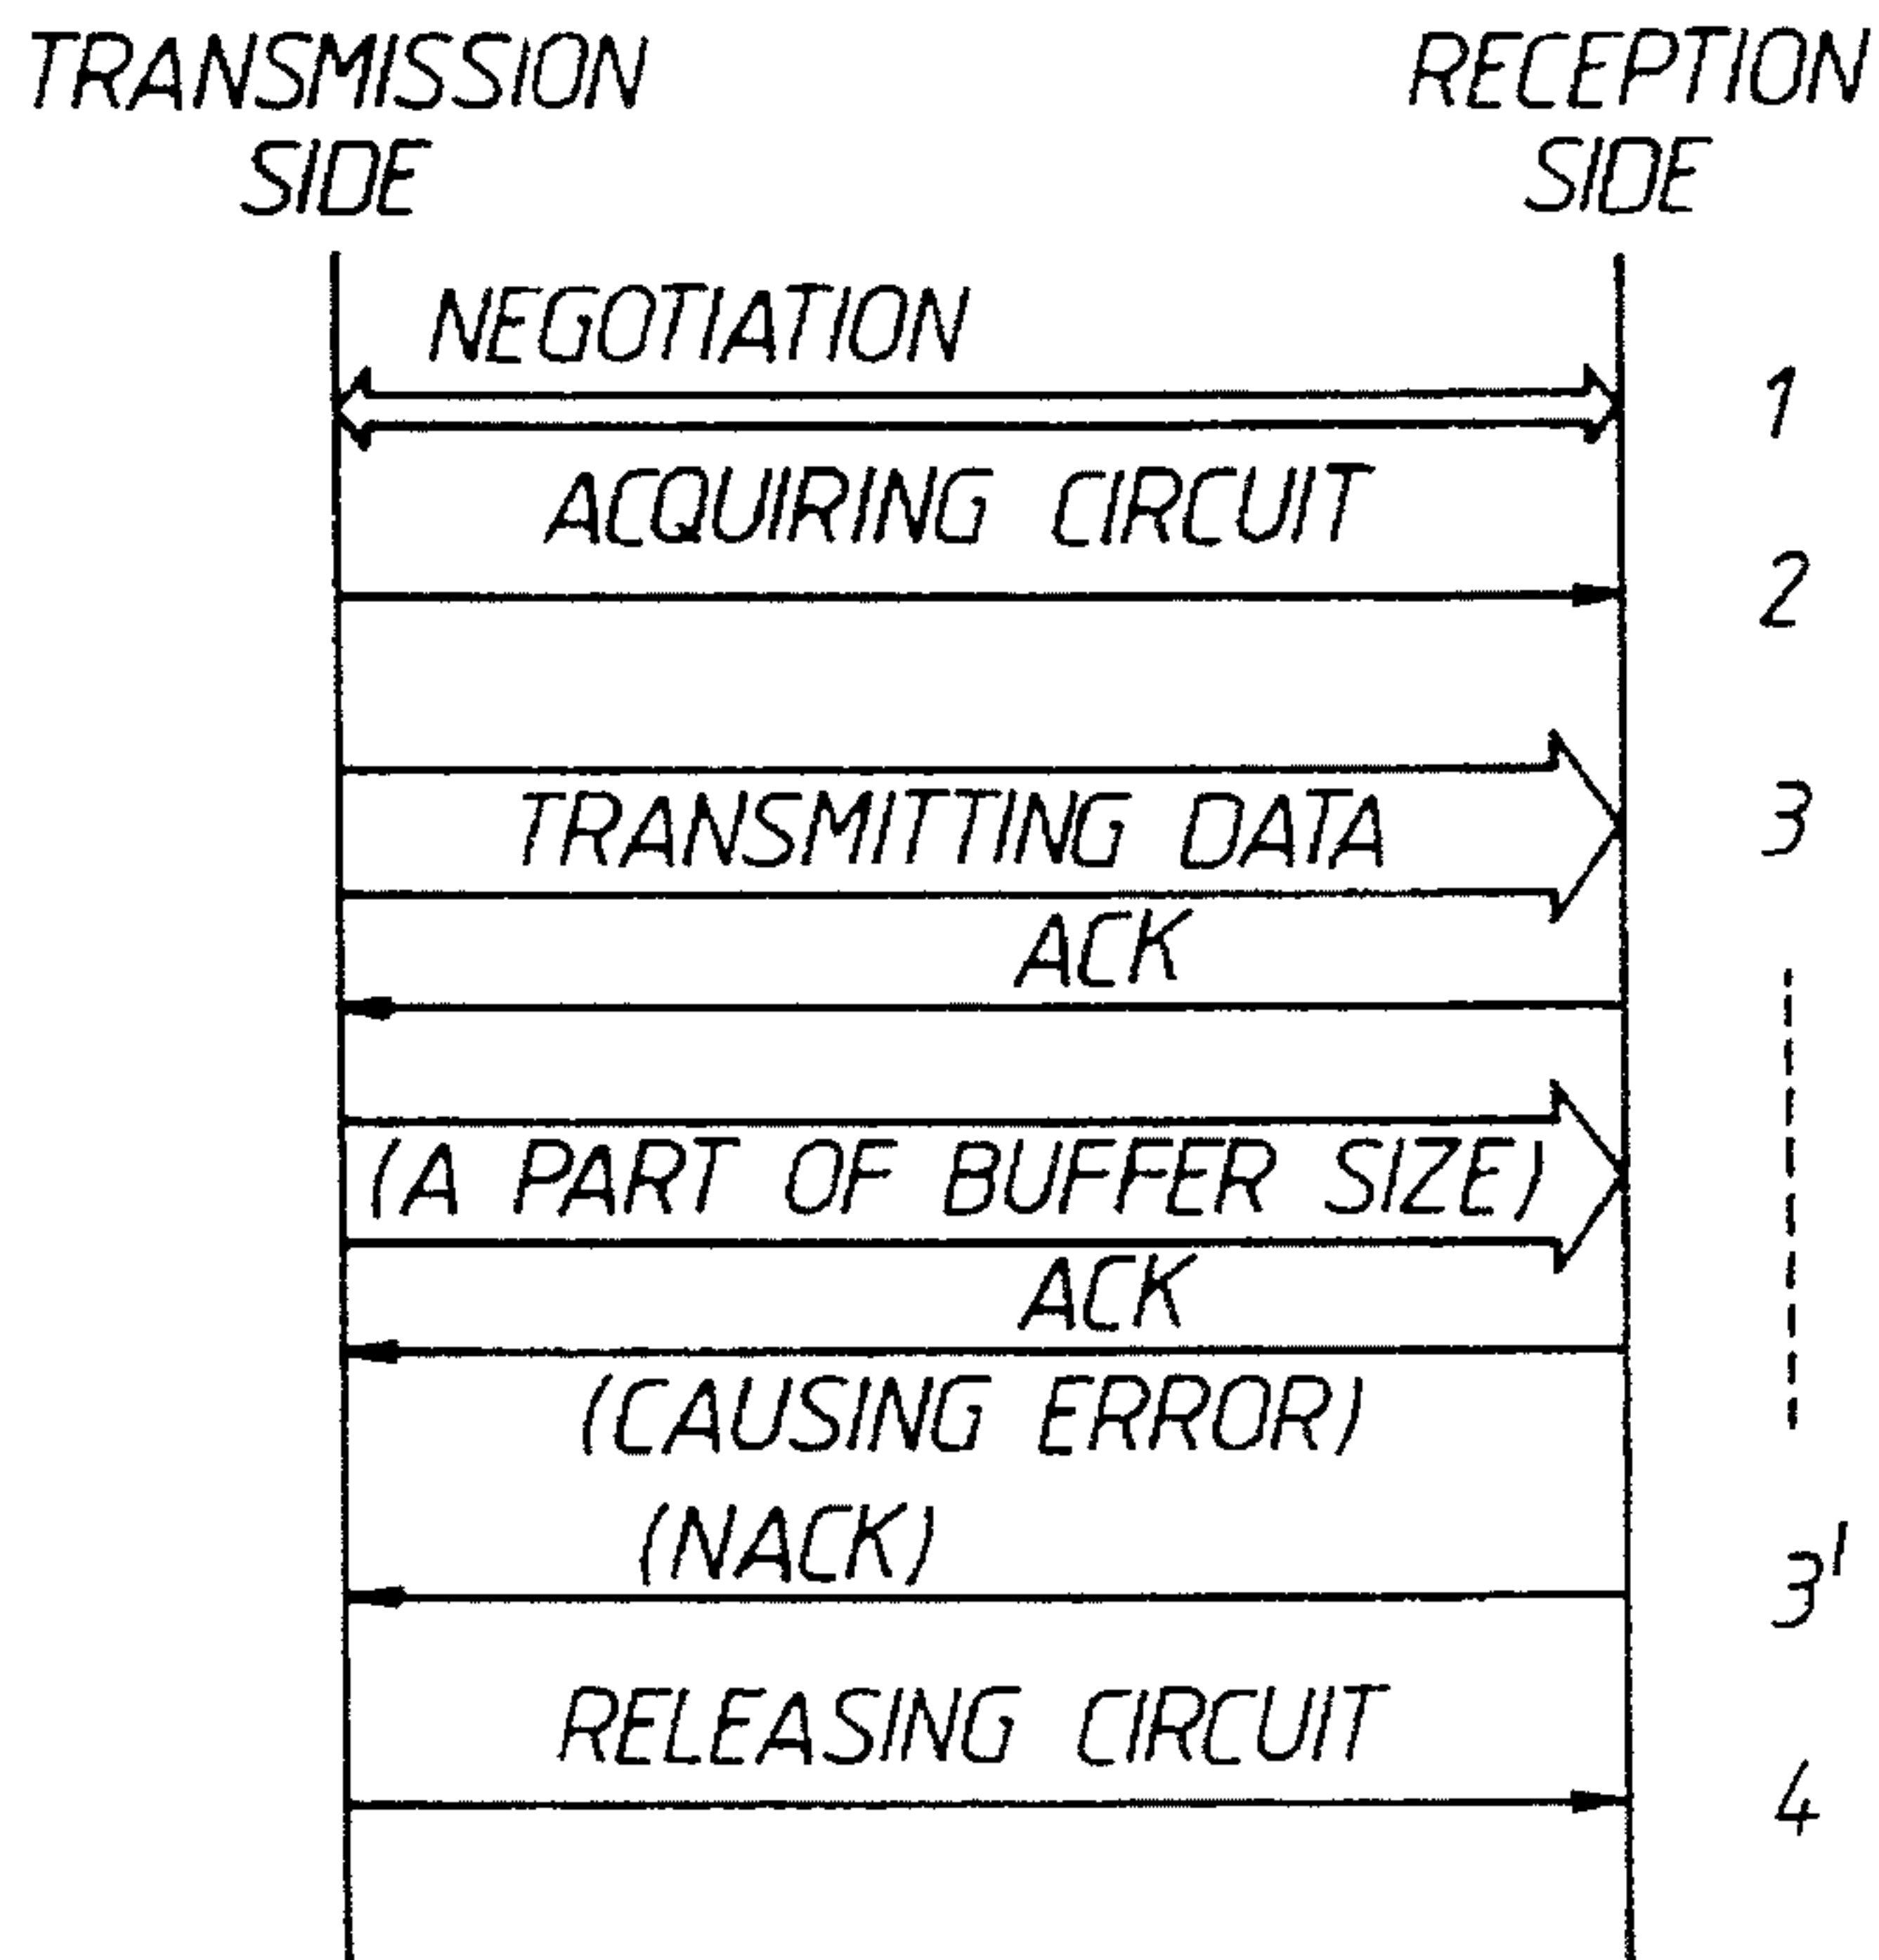 TRANSMISSION
SIDE
RECEPTION
SIDE
NEGOTIATION
1
ACQUIRING CIRCUIT
2
TRANSMITTING DATA
3
ACK
(A PART OF BUFFER SIZE)
ACK
(CAUSING ERROR)
(NACK)
3'
RELEASING CIRCUIT
4